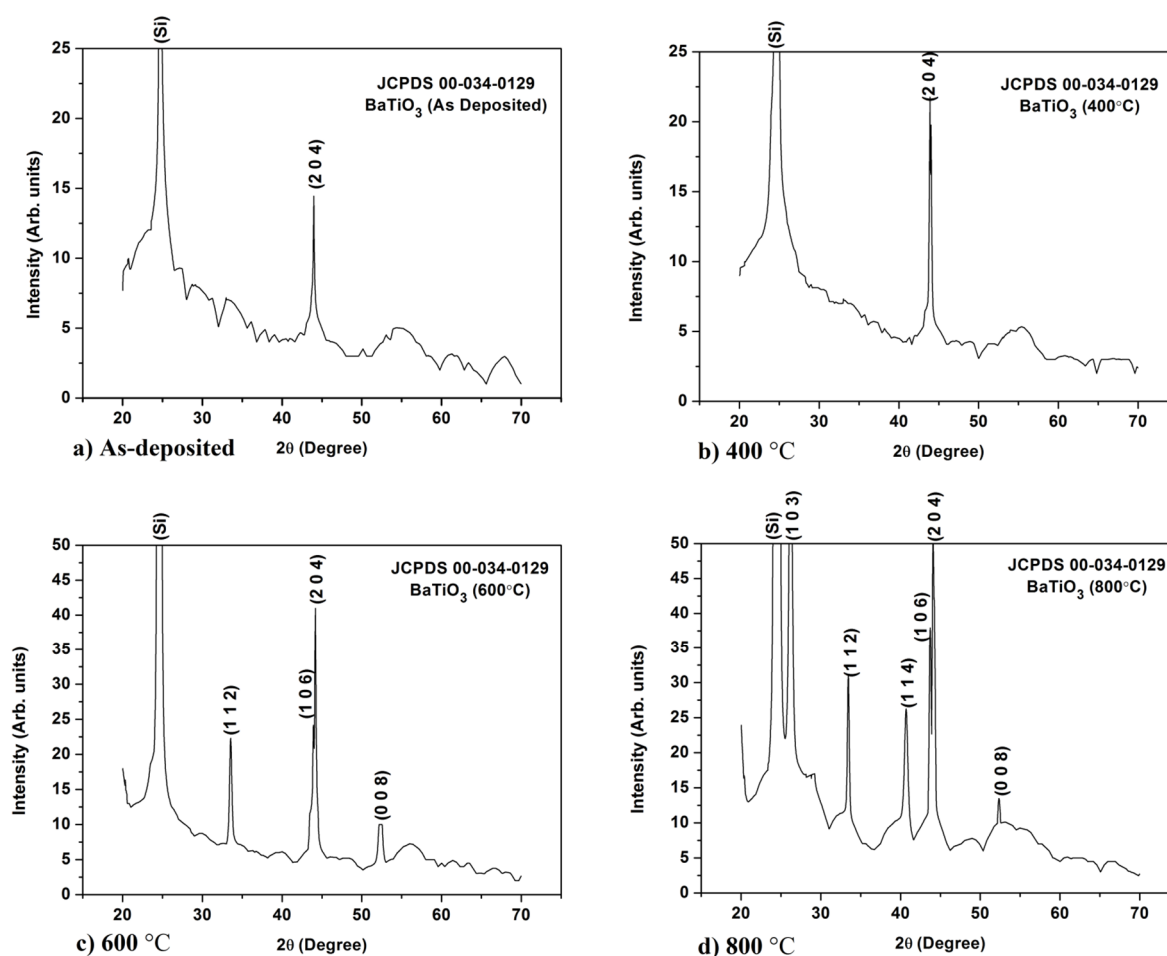 (Si)
25
20
15
10
5
0
Intensity (Arb. units)
JCPDS 00-034-0129
BaTiO3 (As Deposited)
(2 0 4)
20 30 40 50 60 70
2θ (Degree)
a) As-deposited
(Si)
25
20
15
10
5
0
Intensity (Arb. units)
(2 0 4)
JCPDS 00-034-0129
BaTiO3 (400°C)
20 30 40 50 60 70
2θ (Degree)
b) 400 °C
(Si)
50
45
40
35
30
25
20
15
10
5
0
Intensity (Arb. units)
(1 1 2)
(1 0 6)
(2 0 4)
(0 0 8)
JCPDS 00-034-0129
BaTiO3 (600°C)
20 30 40 50 60 70
2θ (Degree)
c) 600 °C
(Si)
(1 0 3)
50
45
40
35
30
25
20
15
10
5
0
Intensity (Arb. units)
(1 1 2)
(1 1 4)
(1 0 6)
(2 0 4)
(0 0 8)
JCPDS 00-034-0129
BaTiO3 (800°C)
20 30 40 50 60 70
2θ (Degree)
d) 800 °C